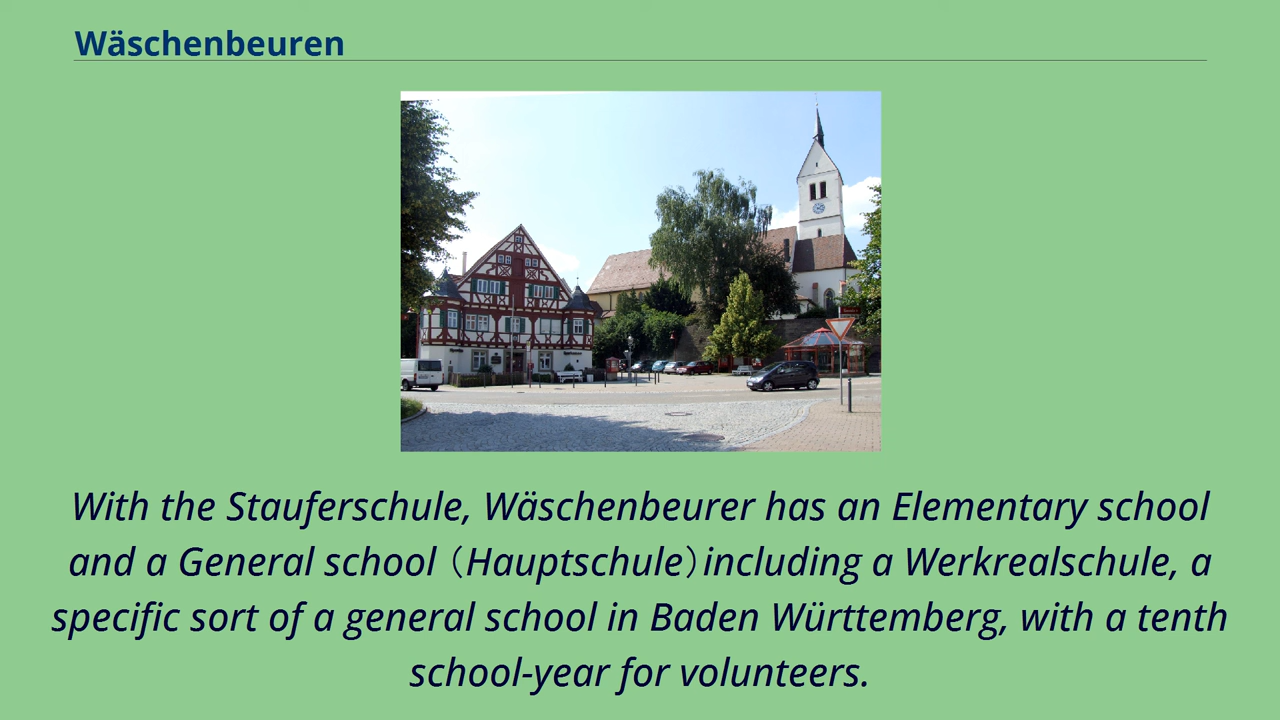 Wäschenbeuren
With the Stauferschule, Wäschenbeurer has an Elementary school
and a General school（Hauptschule）including a Werkrealschule, a
specific sort of a general school in Baden Württemberg, with a tenth
school-year for volunteers.